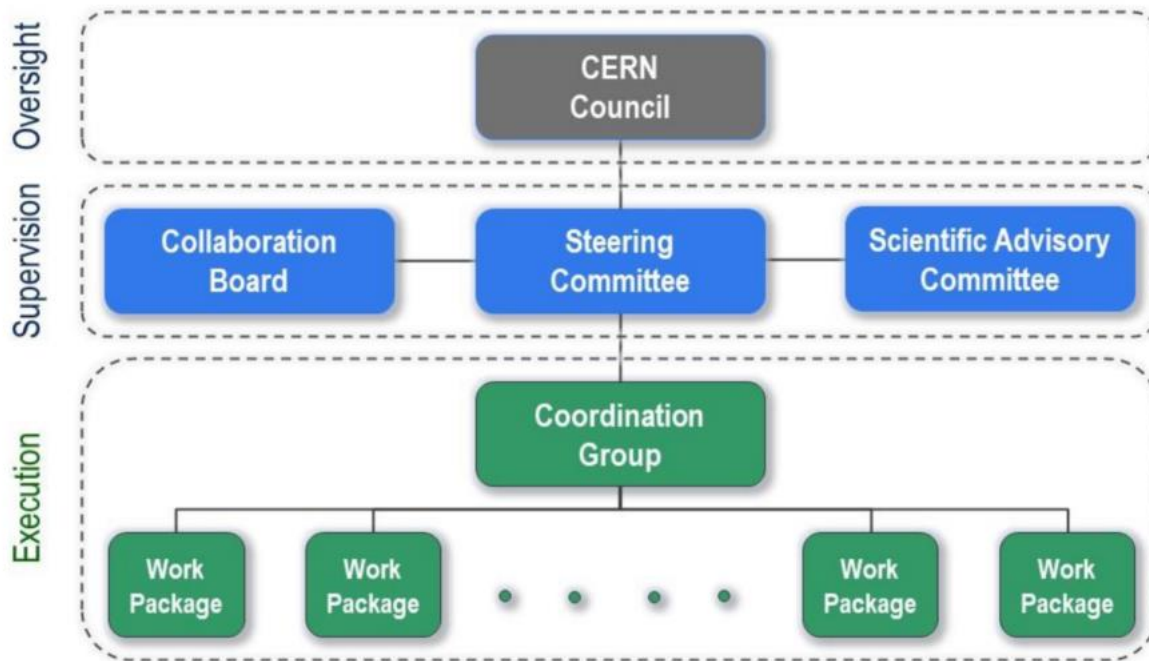 Oversight
CERN
Council
Supervision
Collaboration
Board
Steering
Committee
Scientific Advisory
Committee
Execution
Coordination
Group
Work
Package
Work
Package
Work
Package
Work
Package